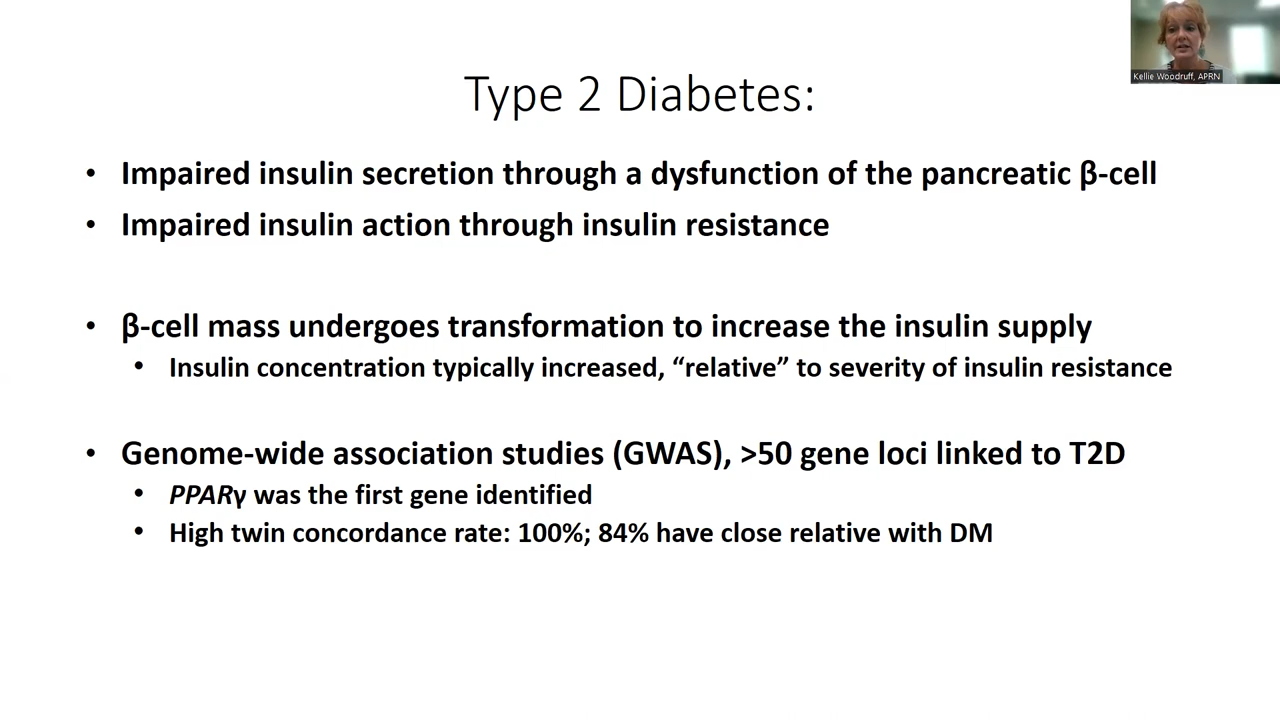 Kellie Woodruff, APRN
Type 2 Diabetes:
• Impaired insulin secretion through a dysfunction of the pancreatic β-cell
• Impaired insulin action through insulin resistance
• β-cell mass undergoes transformation to increase the insulin supply
• Insulin concentration typically increased, “relative” to severity of insulin resistance
• Genome-wide association studies (GWAS), >50 gene loci linked to T2D
• PPARγ was the first gene identified
• High twin concordance rate: 100%; 84% have close relative with DM